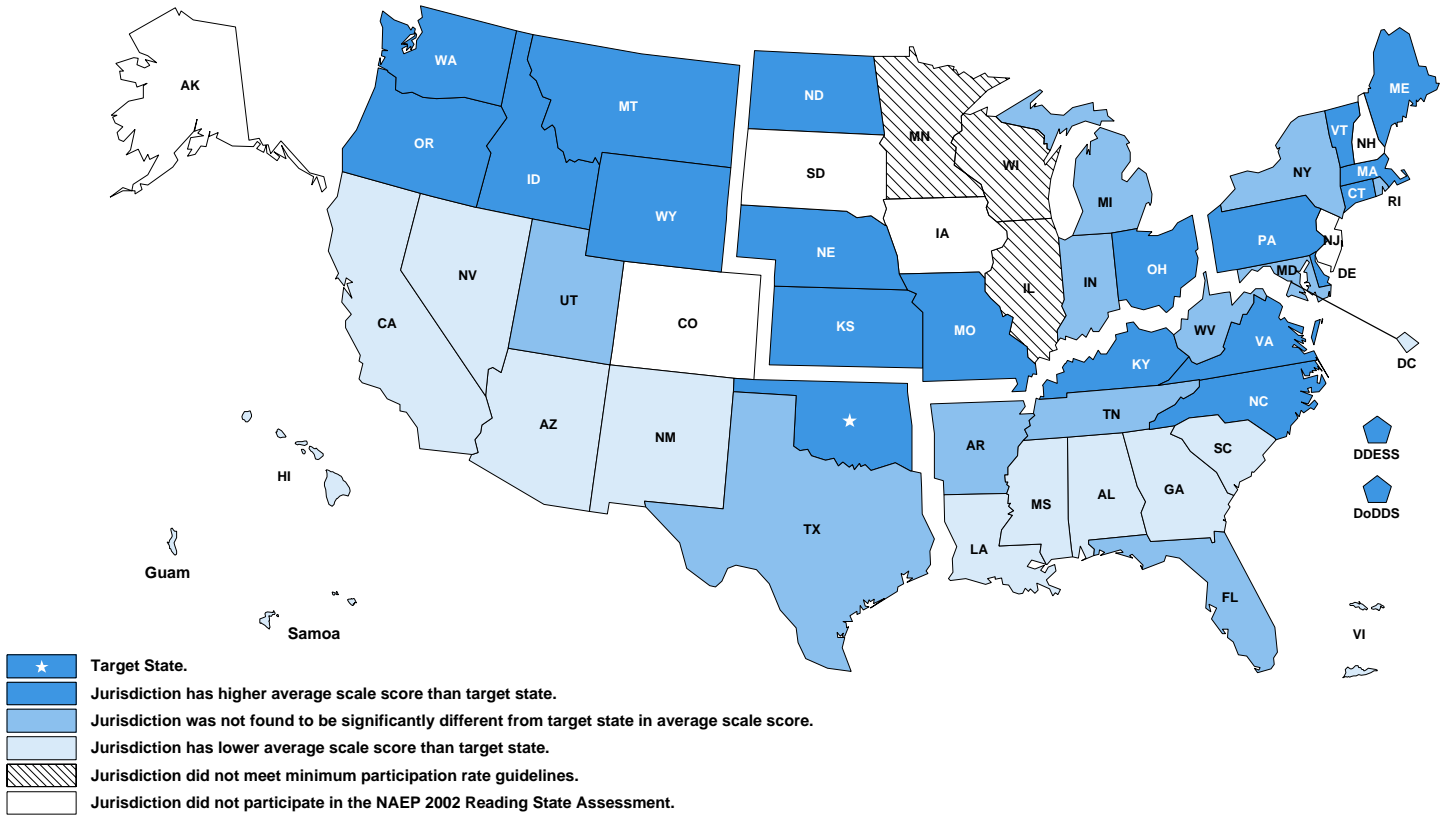 AK
WA
MT
ND
MN
ME
VT
NH
OR
ID
SD
WI
NY
MA
CT
RI
WY
MI
IA
PA
NJ
NE
OH
DE
MD
NV
UT
IN
IL
CA
CO
KS
MO
WV
VA
KY
DC
NC
TN
AZ
NM
AR
SC
DDESS
HI
MS
AL
GA
DoDDS
TX
LA
Guam
FL
Samoa
VI
Target State.
Jurisdiction has higher average scale score than target state.
Jurisdiction was not found to be significantly different from target state in average scale score.
Jurisdiction has lower average scale score than target state.
Jurisdiction did not meet minimum participation rate guidelines.
Jurisdiction did not participate in the NAEP 2002 Reading State Assessment.